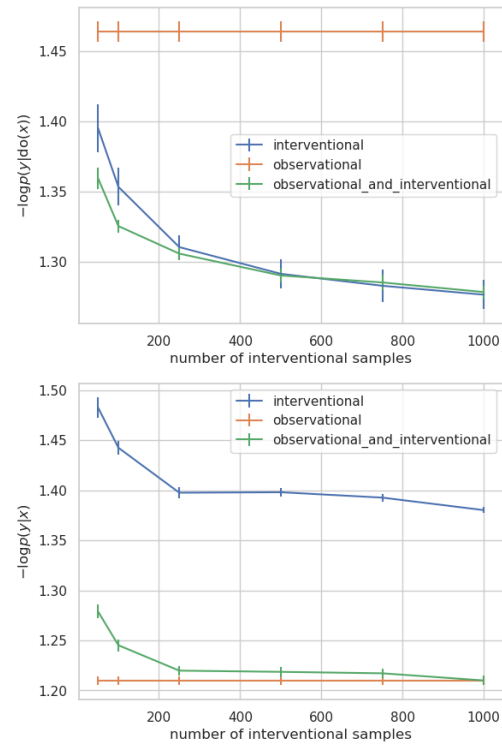 1.45
1.40
1.35
1.30
−logp(y|do(x))
interventional
observational
observational_and_interventional
200
400
600
800
1000
number of interventional samples
1.50
1.45
1.40
1.35
1.30
1.25
1.20
−logp(y|x)
interventional
observational
observational_and_interventional
200
400
600
800
1000
number of interventional samples